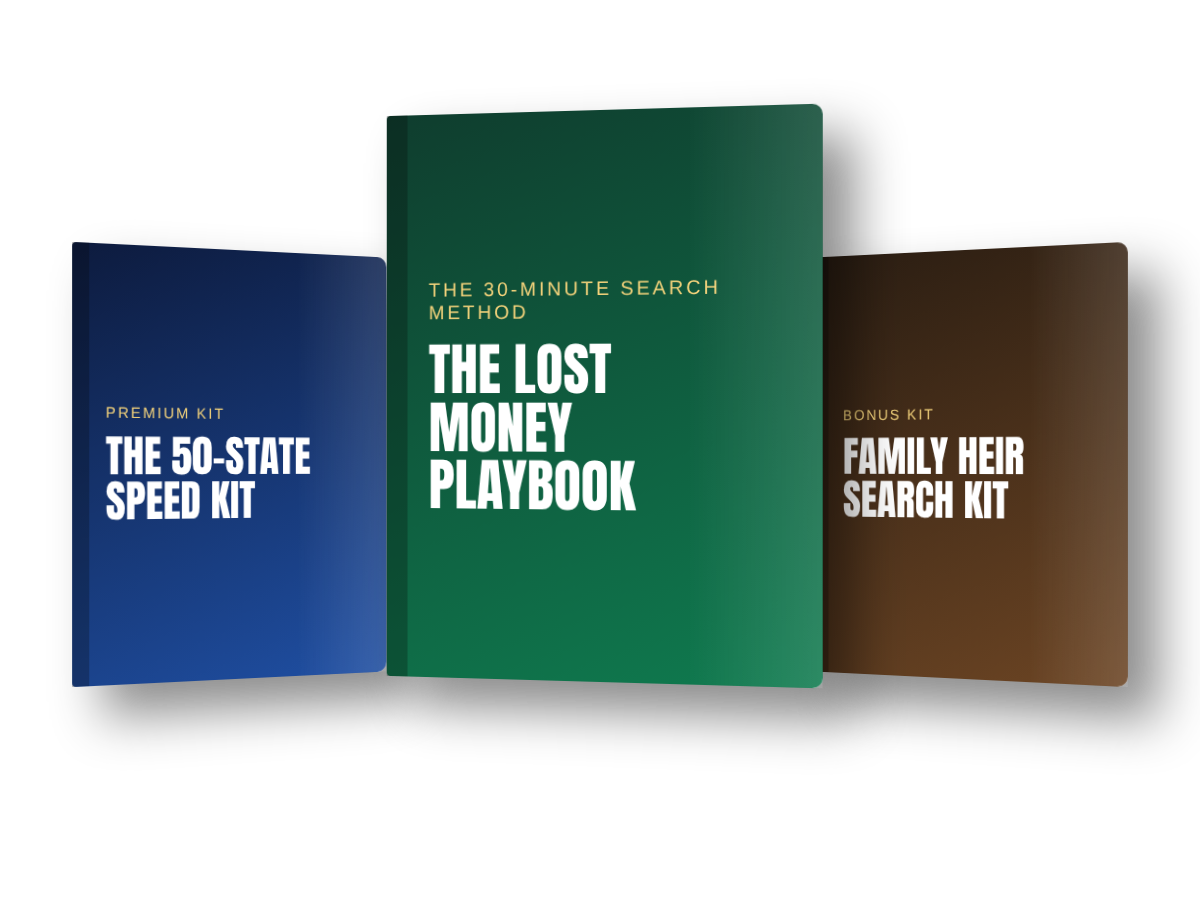 PREMIUM KIT
THE 50-STATE
SPEED KIT
THE 30-MINUTE SEARCH
METHOD
THE LOST
MONEY
PLAYBOOK
BONUS KIT
FAMILY HEIR
SEARCH KIT